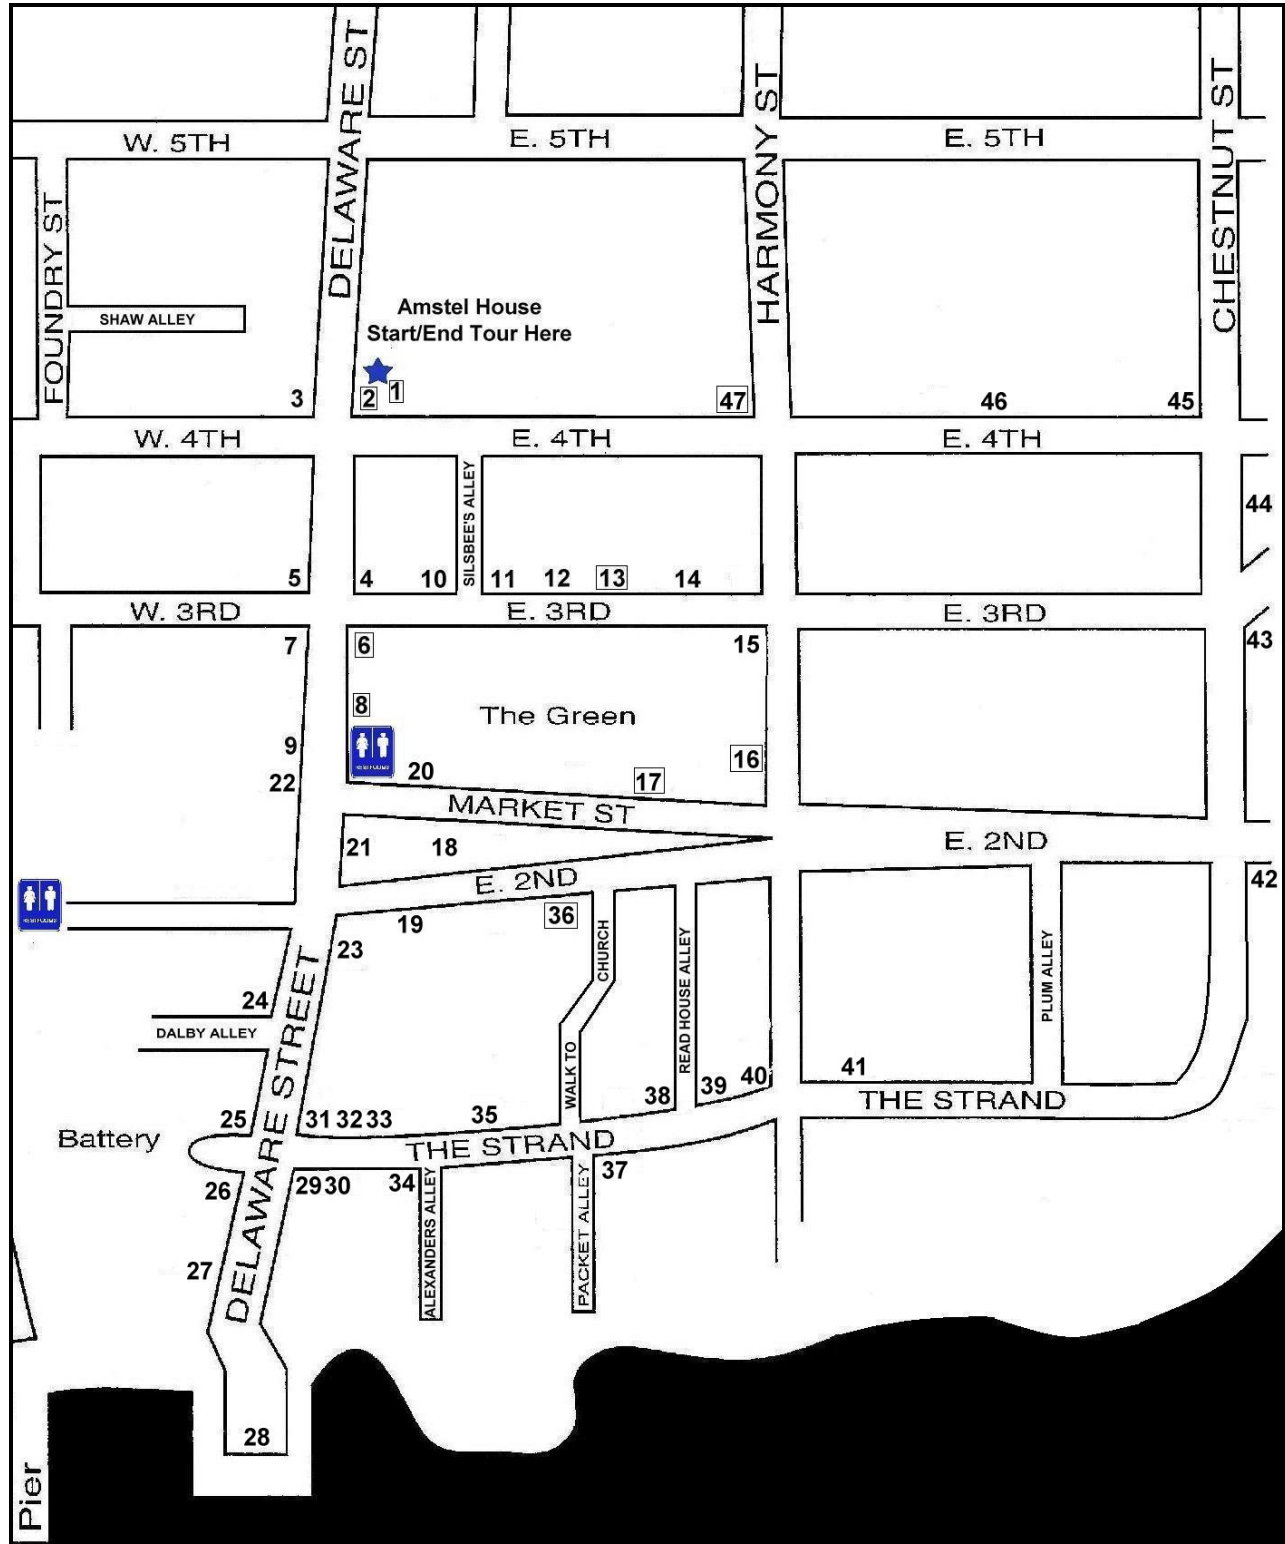 DELAWARE ST
HARMONY ST
CHESTNUT ST
W. 5TH
E. 5TH
E. 5TH
FOUNDRY ST
SHAW ALLEY
Amstel House
Start/End Tour Here
3
2
1
47
46
45
W. 4TH
E. 4TH
E. 4TH
SILSBEE'S ALLEY
44
5
4
10
11
12
13
14
W. 3RD
E. 3RD
E. 3RD
7
6
15
43
8
The Green
9
16
22
20
17
MARKET ST
21
18
E. 2ND
E. 2ND
42
19
36
23
CHURCH
READ HOUSE ALLEY
PLUM ALLEY
24
DALBY ALLEY
DELAWARE STREET
WALK TO
38
39
40
41
THE STRAND
25
31
32
33
35
Battery
THE STRAND
26
29
30
34
37
ALEXANDERS ALLEY
PACKET ALLEY
27
DELAWARE ST
28
Pier